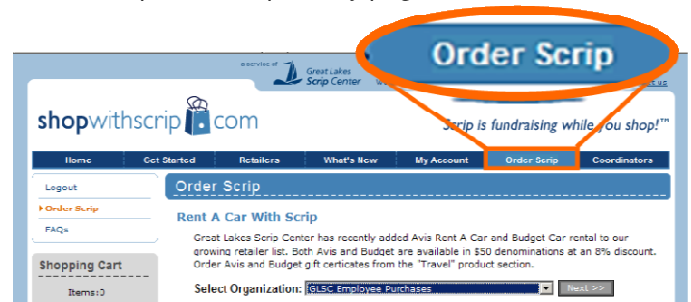 Order Scrip
Great Lakes
Scrip Center
shopwithscrip com
Scrip is fundraising while you shop!™
Home Get Started Retailers What's New My Account Order Scrip Coordinators
Logout
Order Scrip
FAQs
Shopping Cart
Items:0
Order Scrip
Rent A Car With Scrip
Great Lakes Scrip Center has recently added Avis Rent A Car and Budget Car rental to our
growing retailer list. Both Avis and Budget are available in $50 denominations at an 8% discount.
Order Avis and Budget gift certicates from the "Travel" product section.
Select Organization: GLSC Employee Purchases Next >>